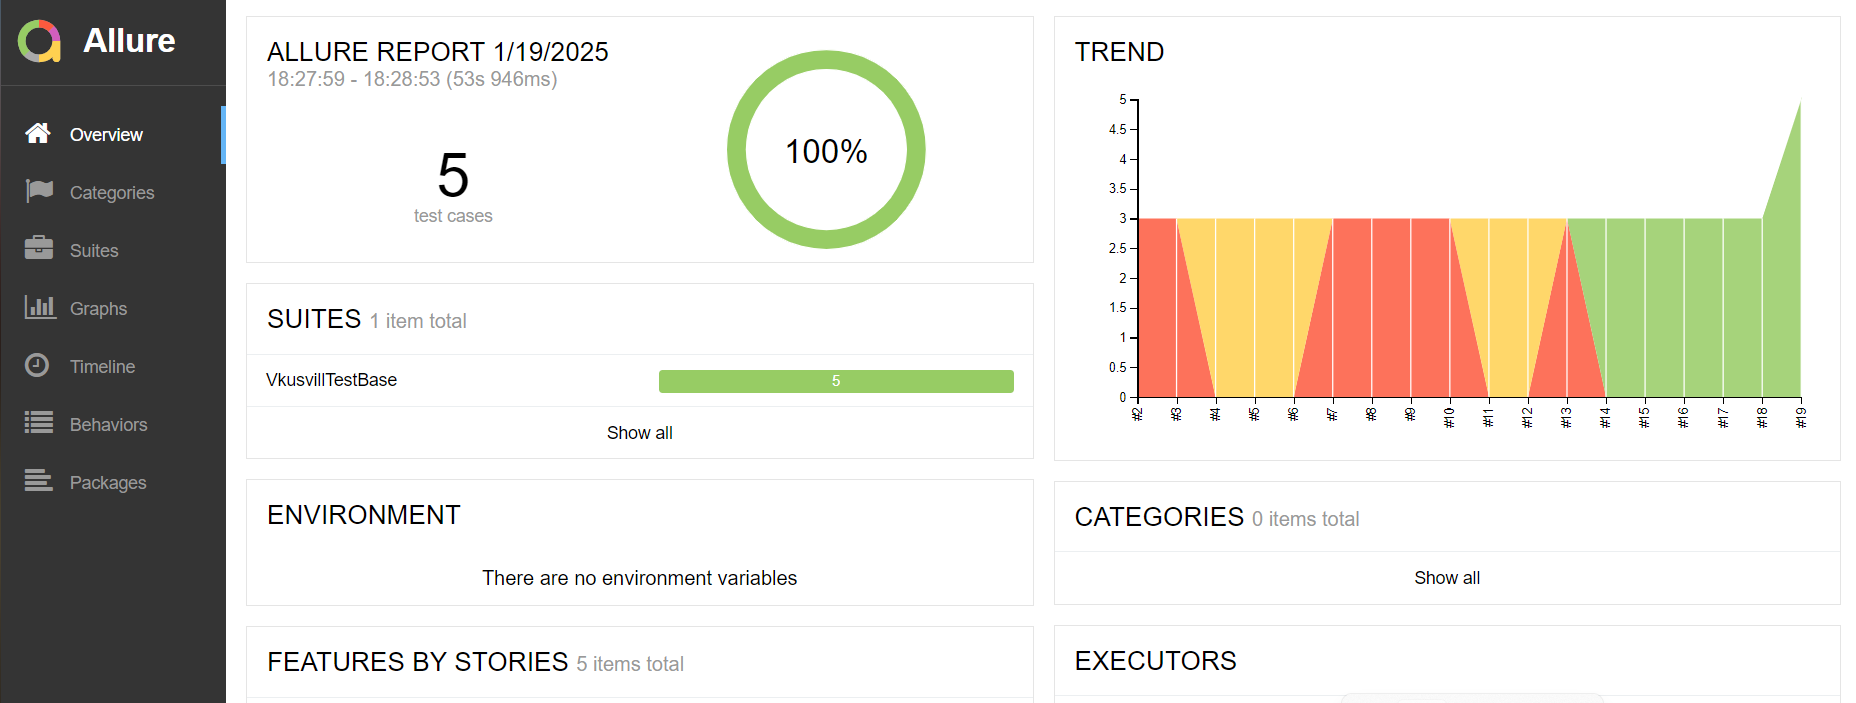 Allure
Overview
Categories
Suites
Graphs
Timeline
Behaviors
Packages
ALLURE REPORT 1/19/2025
18:27:59 - 18:28:53 (53s 946ms)
5
test cases
100%
SUITES 1 item total
VkusvillTestBase 5
Show all
ENVIRONMENT
There are no environment variables
FEATURES BY STORIES 5 items total
TREND
5
4.5
4
3.5
3
2.5
2
1.5
1
0.5
0
#2 #3 #4 #5 #6 #7 #8 #9 #10 #11 #12 #13 #14 #15 #16 #17 #18 #19
CATEGORIES 0 items total
Show all
EXECUTORS